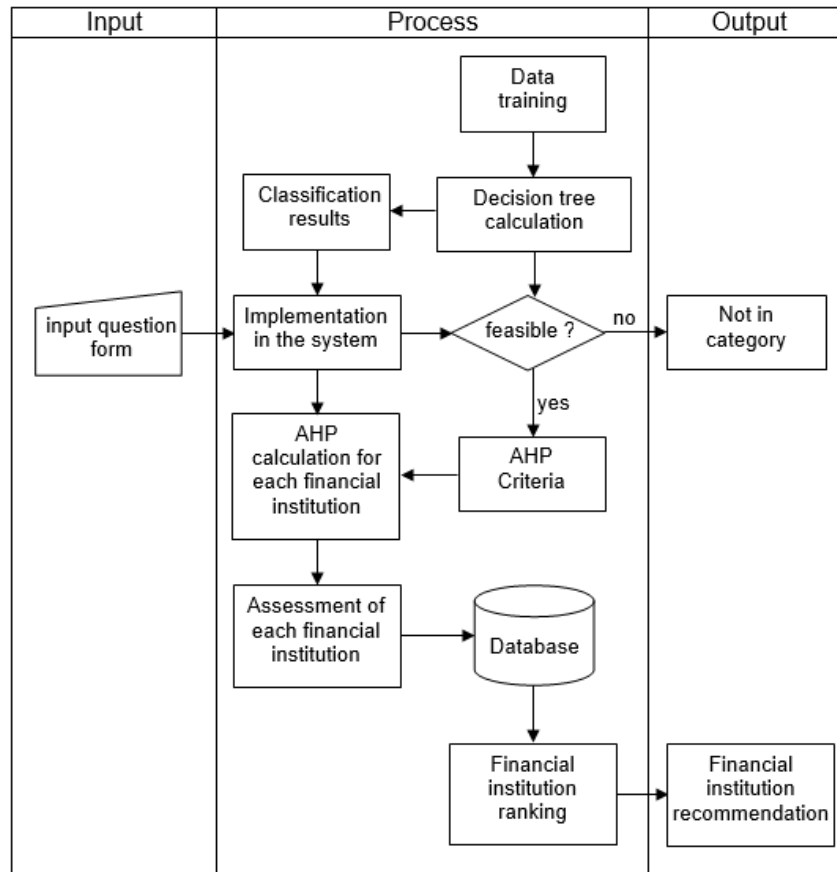 Input
Process
Output
Data
training
Classification
results
Decision tree
calculation
input question
form
Implementation
in the system
feasible ?
no
Not in
category
yes
AHP
calculation for
each financial
institution
AHP
Criteria
Assessment of
each financial
institution
Database
Financial
institution
ranking
Financial
institution
recommendation